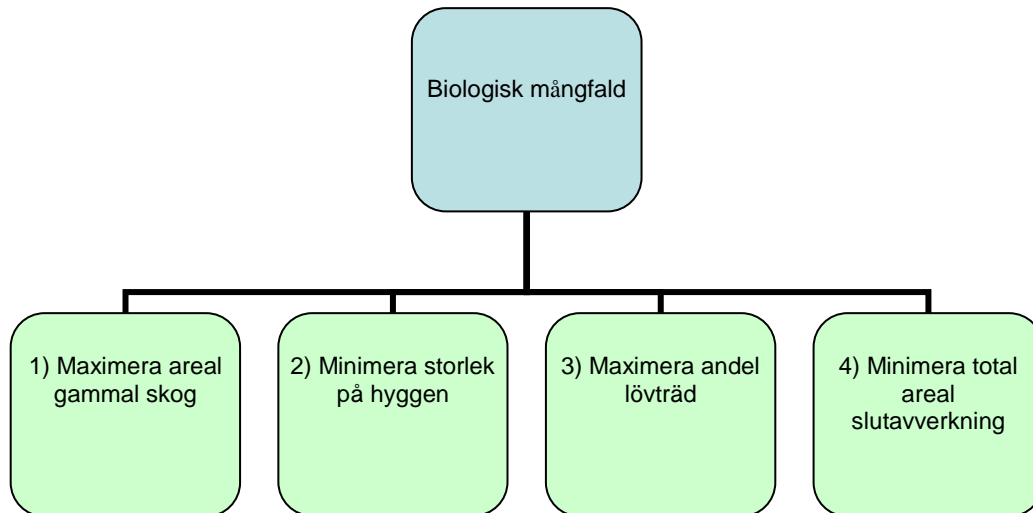 Biologisk mångfald
1) Maximera areal
gammal skog
2) Minimera storlek
på hyggen
3) Maximera andel
lövträd
4) Minimera total
areal
slutavverkning